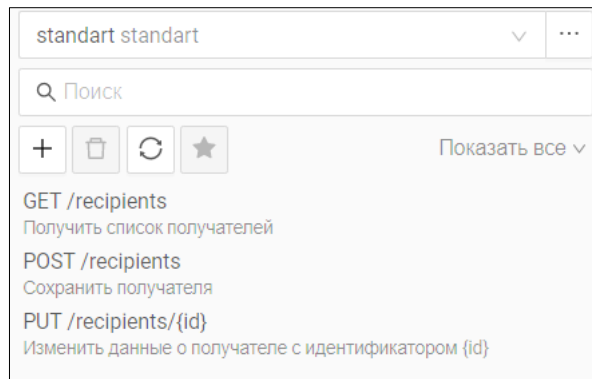 standart standart
Поиск
Показать все
GET /recipients
Получить список получателей
POST /recipients
Сохранить получателя
PUT /recipients/{id}
Изменить данные о получателе с идентификатором {id}